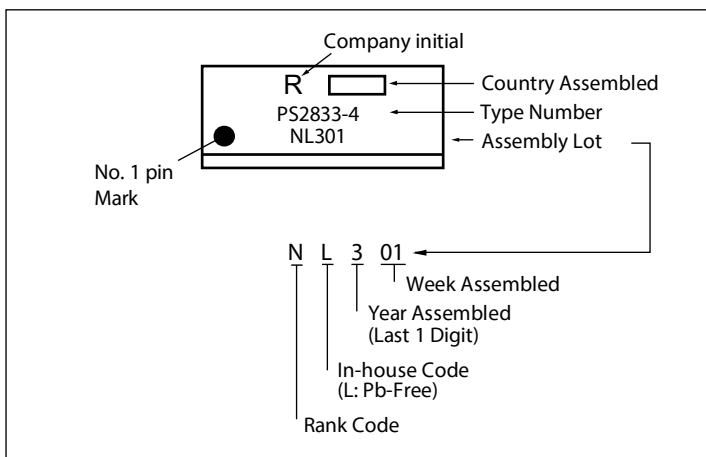 Company initial
R
Country Assembled
PS2833-4
Type Number
NL301
Assembly Lot
No. 1 pin
Mark
N L 3 01
Week Assembled
Year Assembled
(Last 1 Digit)
In-house Code
(L: Pb-Free)
Rank Code